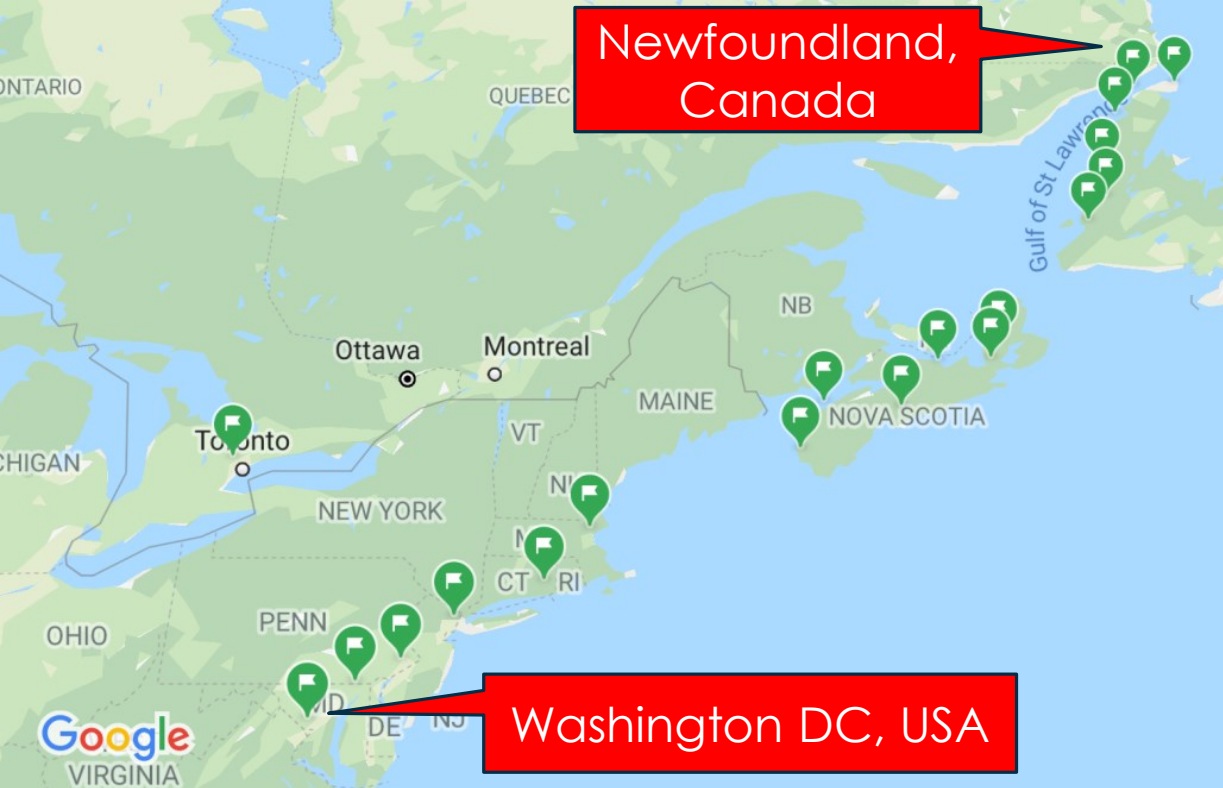 Newfoundland,
Canada
ONTARIO
QUEBEC
Gulf of St Lawrence
NB
Ottawa
Montreal
MAINE
NOVA SCOTIA
VT
Toronto
CHIGAN
NEW YORK
CT
RI
PENN
OHIO
MD
DE
NJ
Washington DC, USA
Google
VIRGINIA